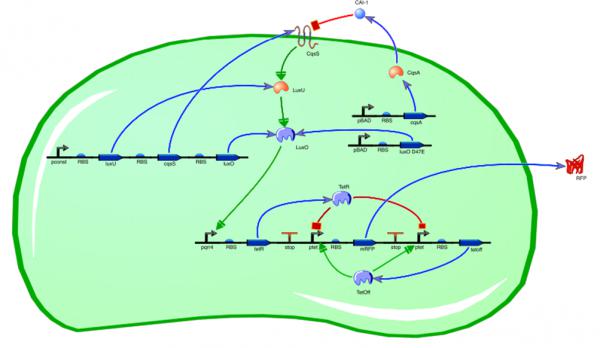 CAI-1
CqsS
CqsA
LuxU
pBAD RBS cqsA
LuxO
pBAD RBS luxO D47E
pconst RBS luxU RBS cqsS RBS luxO
RFP
TetR
pqrr4 RBS tetR stop ptet RBS mRFP stop ptet RBS tetoff
TetOff